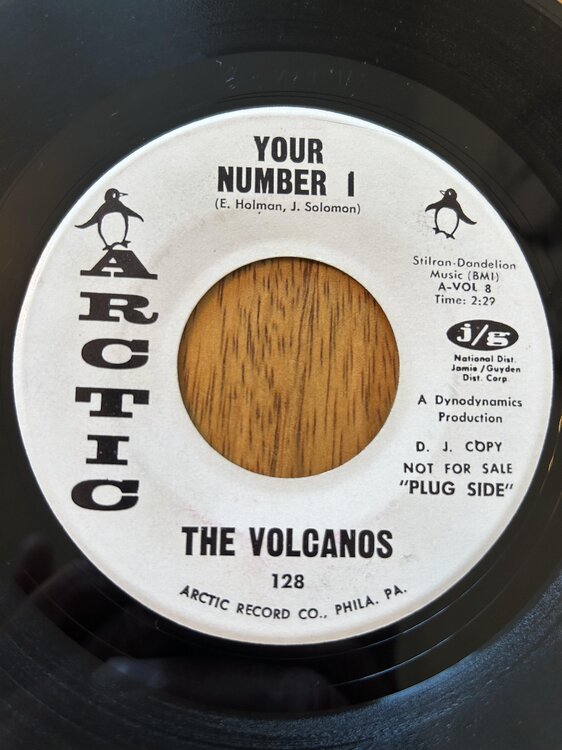 YOUR
NUMBER 1
(E. Holman, J. Solomon)
ARCTIC
Stilran-Dandelion
Music (BMI)
A-VOL 8
Time: 2:29
j/g
National Dist.
Jamie/Guyden
Dist. Corp.
A Dynodynamics
Production
D. J. COPY
NOT FOR SALE
"PLUG SIDE"
THE VOLCANOS
128
ARCTIC RECORD CO., PHILA. PA.